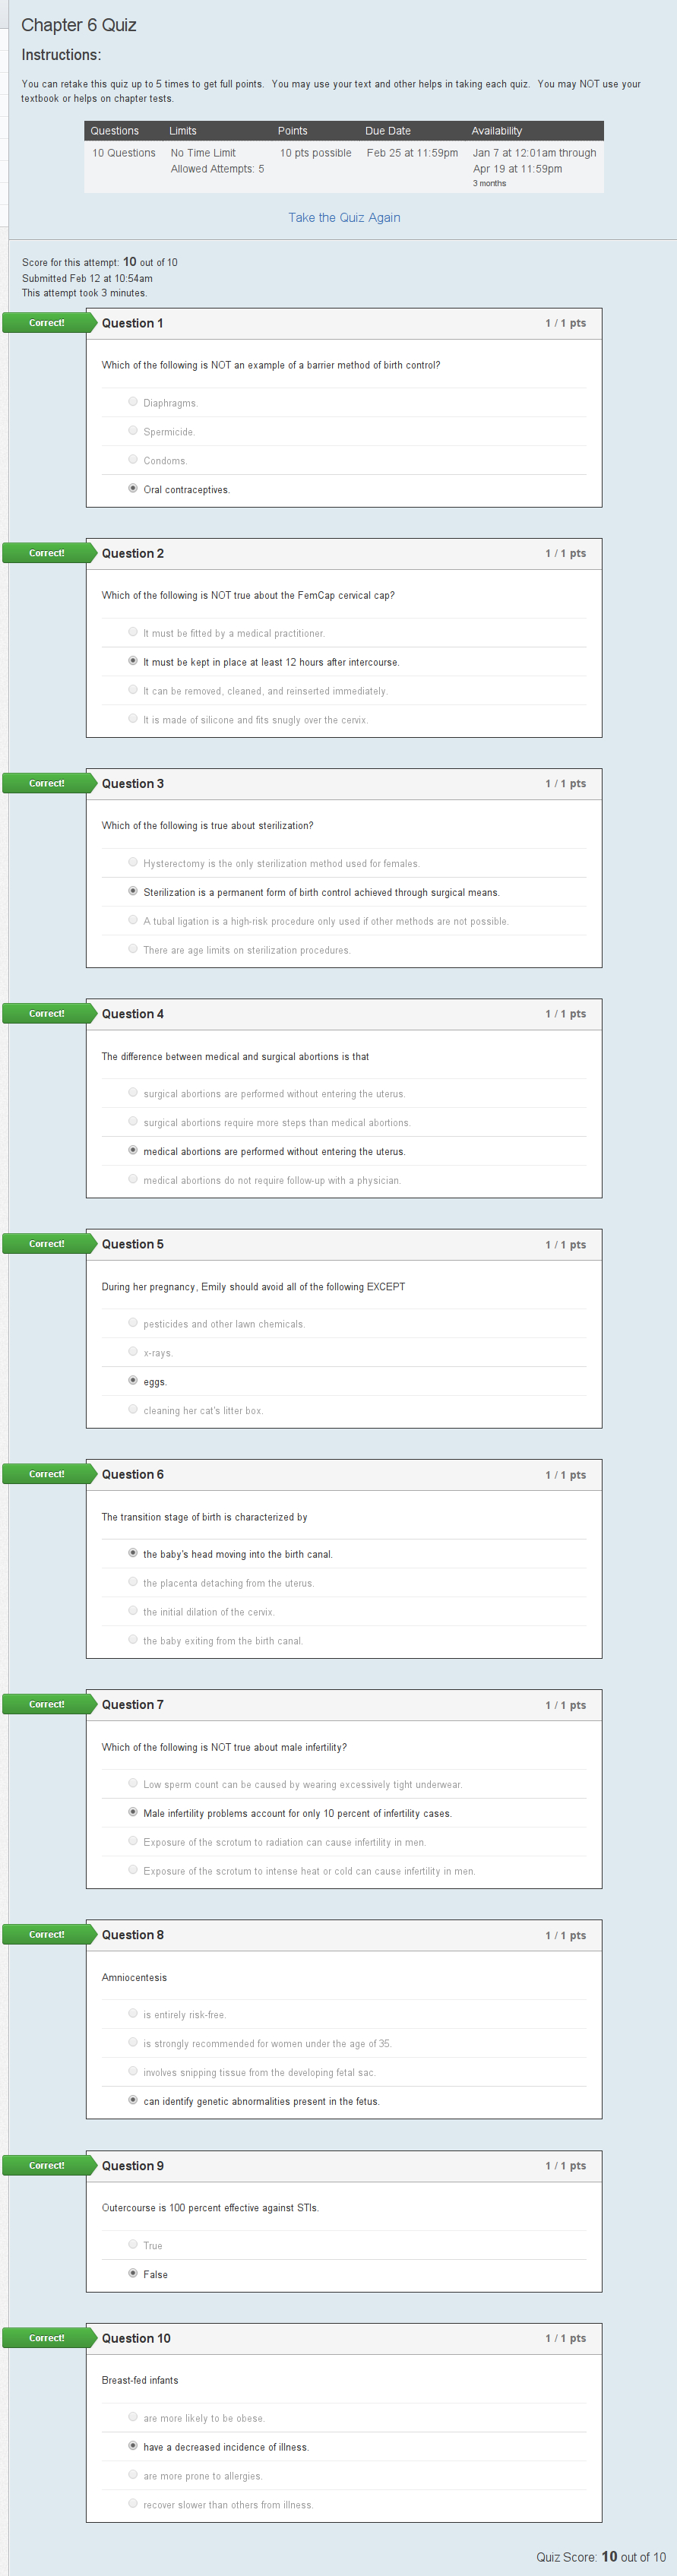 Chapter 6 Quiz
Instructions:
You can retake this quiz up to 5 times to get full points. You may use your text and other helps in taking each quiz. You may NOT use your
textbook or helps on chapter tests.
Questions Limits Points Due Date Availability
10 Questions No Time Limit 10 pts possible Feb 25 at 11:59pm Jan 7 at 12:01am through
Allowed Attempts: 5 Apr 19 at 11:59pm
3 months
Take the Quiz Again
Score for this attempt: 10 out of 10
Submitted Feb 12 at 10:54am
This attempt took 3 minutes.
Correct! Question 1 1 / 1 pts
Which of the following is NOT an example of a barrier method of birth control?
Diaphragms.
Spermicide.
Condoms.
Oral contraceptives.
Correct! Question 2 1 / 1 pts
Which of the following is NOT true about the FemCap cervical cap?
It must be fitted by a medical practitioner.
It must be kept in place at least 12 hours after intercourse.
It can be removed, cleaned, and reinserted immediately.
It is made of silicone and fits snugly over the cervix.
Correct! Question 3 1 / 1 pts
Which of the following is true about sterilization?
Hysterectomy is the only sterilization method used for females.
Sterilization is a permanent form of birth control achieved through surgical means.
A tubal ligation is a high-risk procedure only used if other methods are not possible.
There are age limits on sterilization procedures.
Correct! Question 4 1 / 1 pts
The difference between medical and surgical abortions is that
surgical abortions are performed without entering the uterus.
surgical abortions require more steps than medical abortions.
medical abortions are performed without entering the uterus.
medical abortions do not require follow-up with a physician.
Correct! Question 5 1 / 1 pts
During her pregnancy, Emily should avoid all of the following EXCEPT
pesticides and other lawn chemicals.
x-rays.
eggs.
cleaning her cat's litter box.
Correct! Question 6 1 / 1 pts
The transition stage of birth is characterized by
the baby's head moving into the birth canal.
the placenta detaching from the uterus.
the initial dilation of the cervix.
the baby exiting from the birth canal.
Correct! Question 7 1 / 1 pts
Which of the following is NOT true about male infertility?
Low sperm count can be caused by wearing excessively tight underwear.
Male infertility problems account for only 10 percent of infertility cases.
Exposure of the scrotum to radiation can cause infertility in men.
Exposure of the scrotum to intense heat or cold can cause infertility in men.
Correct! Question 8 1 / 1 pts
Amniocentesis
is entirely risk-free.
is strongly recommended for women under the age of 35.
involves snipping tissue from the developing fetal sac.
can identify genetic abnormalities present in the fetus.
Correct! Question 9 1 / 1 pts
Outercourse is 100 percent effective against STIs.
True
False
Correct! Question 10 1 / 1 pts
Breast-fed infants
are more likely to be obese.
have a decreased incidence of illness.
are more prone to allergies.
recover slower than others from illness.
Quiz Score: 10 out of 10